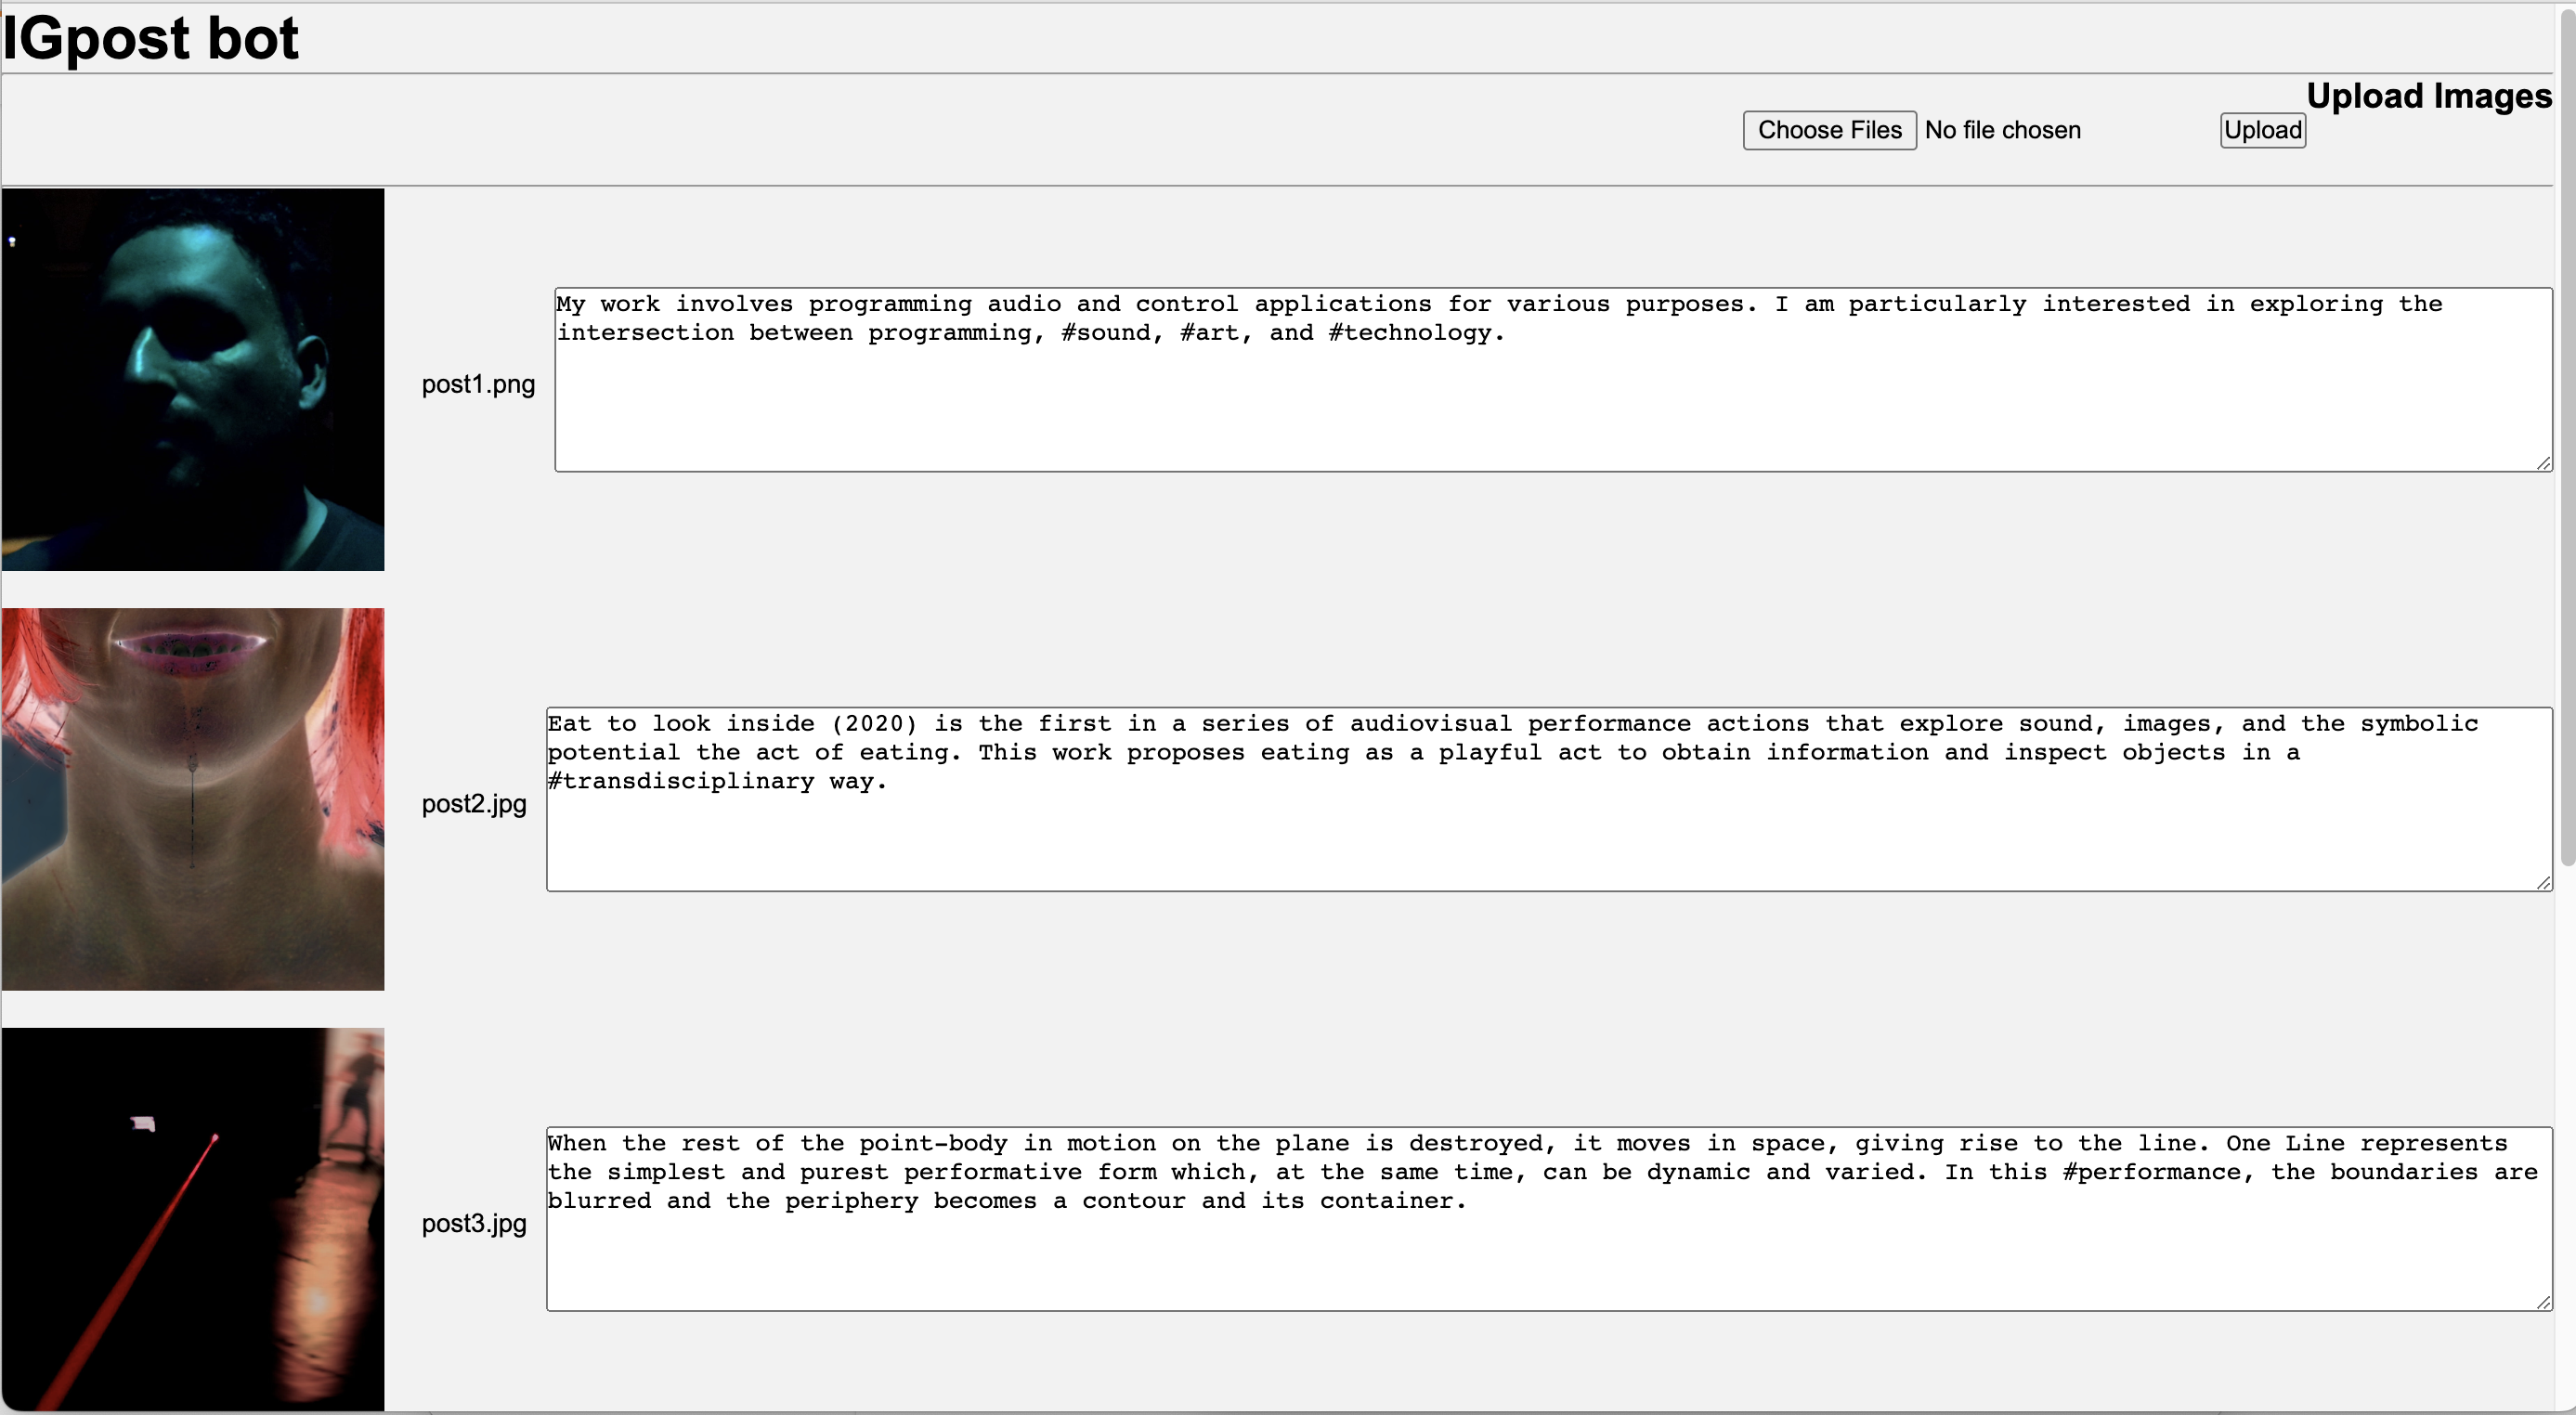 IGpost bot
Upload Images
Choose Files No file chosen Upload
My work involves programming audio and control applications for various purposes. I am particularly interested in exploring the
intersection between programming, #sound, #art, and #technology.
post1.png
Eat to look inside (2020) is the first in a series of audiovisual performance actions that explore sound, images, and the symbolic
potential the act of eating. This work proposes eating as a playful act to obtain information and inspect objects in a
#transdisciplinary way.
post2.jpg
When the rest of the point-body in motion on the plane is destroyed, it moves in space, giving rise to the line. One Line represents
the simplest and purest performative form which, at the same time, can be dynamic and varied. In this #performance, the boundaries are
blurred and the periphery becomes a contour and its container.
post3.jpg